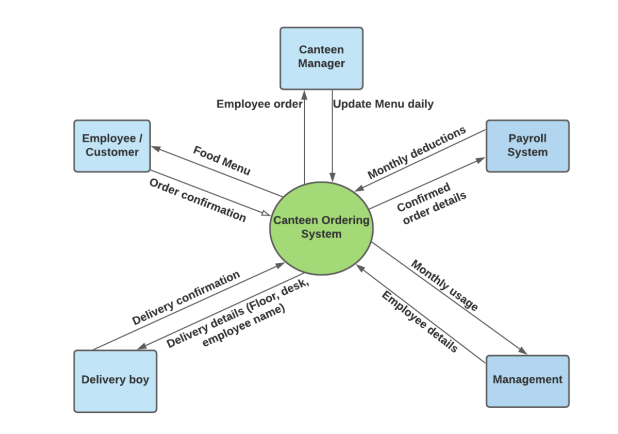 Canteen
Manager
Employee order
Update Menu daily
Employee /
Customer
Payroll
System
Food Menu
Monthly deductions
Order confirmation
Confirmed
order details
Canteen Ordering
System
Delivery confirmation
Delivery details (Floor, desk,
employee name)
Monthly usage
Employee details
Delivery boy
Management